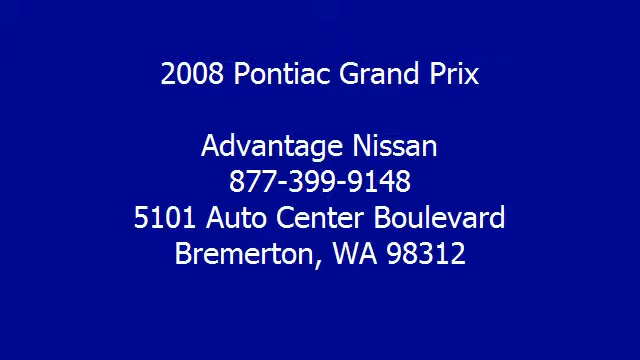 2008 Pontiac Grand Prix
Advantage Nissan
877-399-9148
5101 Auto Center Boulevard
Bremerton, WA 98312